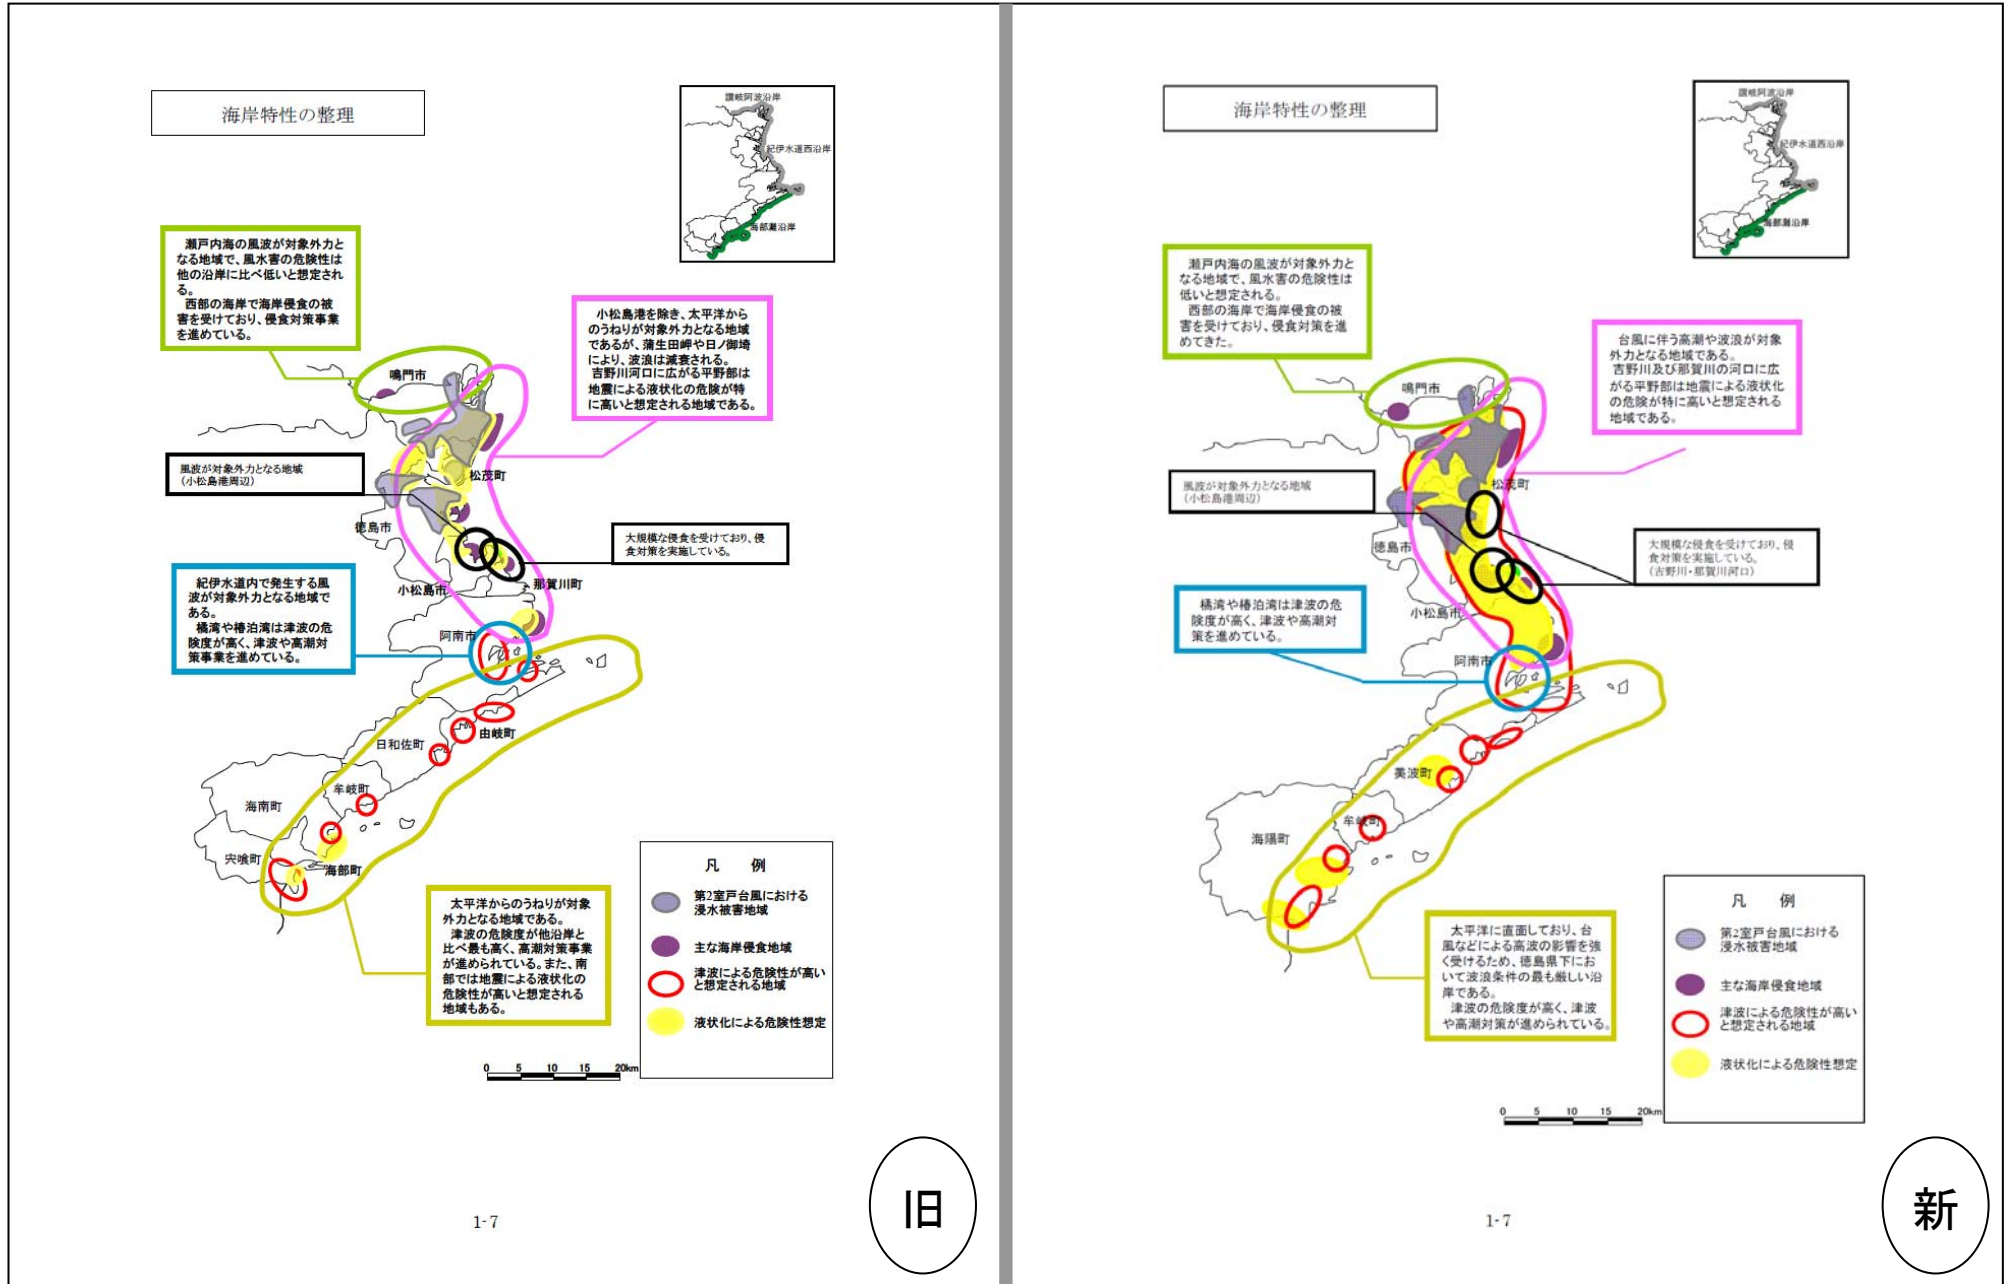 海岸特性の整理
讃岐阿波沿岸
紀伊水道西沿岸
海部灘沿岸
瀬戸内海の風波が対象外力と
なる地域で、風水害の危険性は
他の沿岸に比べ低いと想定され
る。
西部の海岸で海岸侵食の被
害を受けており、侵食対策事業
を進めている。
小松島港を除き、太平洋から
のうねりが対象外力となる地域
であるが、蒲生田岬や日ノ御埼
により、波浪は減衰される。
吉野川河口に広がる平野部は
地震による液状化の危険が特
に高いと想定される地域である。
鳴門市
風波が対象外力となる地域
（小松島港周辺）
松茂町
徳島市
大規模な侵食を受けており、侵
食対策を実施している。
紀伊水道内で発生する風
波が対象外力となる地域で
ある。
橘湾や椿泊湾は津波の危
険度が高く、津波や高潮対
策事業を進めている。
小松島市
那賀川町
阿南市
由岐町
日和佐町
牟岐町
海南町
宍喰町
海部町
太平洋からのうねりが対象
外力となる地域である。
津波の危険度が他沿岸と
比べ最も高く、高潮対策事業
が進められている。また、南
部では地震による液状化の
危険性が高いと想定される
地域もある。
凡 例
第2室戸台風における
浸水被害地域
主な海岸侵食地域
津波による危険性が高い
と想定される地域
液状化による危険性想定
0 5 10 15 20km
1-7
旧
海岸特性の整理
讃岐阿波沿岸
紀伊水道西沿岸
海部灘沿岸
瀬戸内海の風波が対象外力と
なる地域で、風水害の危険性は
低いと想定される。
西部の海岸で海岸侵食の被
害を受けており、侵食対策を進
めてきた。
台風に伴う高潮や波浪が対象
外力となる地域である。
吉野川及び那賀川の河口に広
がる平野部は地震による液状化
の危険が特に高いと想定される
地域である。
鳴門市
風波が対象外力となる地域
（小松島港周辺）
松茂町
徳島市
大規模な侵食を受けており、侵
食対策を実施している。
（吉野川・那賀川河口）
橘湾や椿泊湾は津波の危
険度が高く、津波や高潮対
策を進めている。
小松島市
阿南市
美波町
牟岐町
海陽町
太平洋に直面しており、台
風などによる高波の影響を強
く受けるため、徳島県下にお
いて波浪条件の最も厳しい沿
岸である。
津波の危険度が高く、津波
や高潮対策が進められている。
凡 例
第2室戸台風における
浸水被害地域
主な海岸侵食地域
津波による危険性が高い
と想定される地域
液状化による危険性想定
0 5 10 15 20km
1-7
新